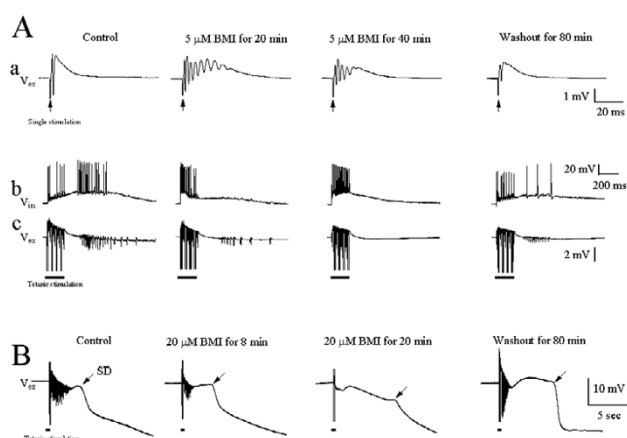 A
Control
5 μM BMI for 20 min
5 μM BMI for 40 min
Washout for 80 min
a
Vex
1 mV
20 ms
Single stimulation
b
Vin
20 mV
200 ms
c
Vex
2 mV
Tetanic stimulation
B
Control
20 μM BMI for 8 min
20 μM BMI for 20 min
Washout for 80 min
SD
Vex
10 mV
5 sec
Tetanic stimulation